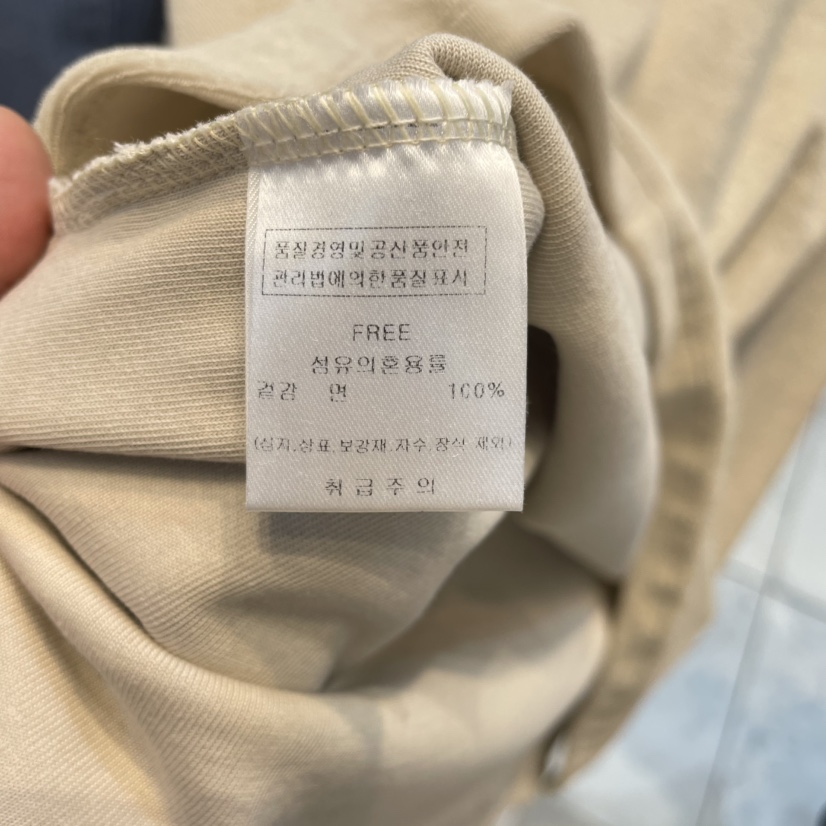 품질경영및공산품안전
관리법에의한품질표시
FREE
섬유의혼용률
겉감 면 100%
(심지,상표,보강재,자수,장식 제외)
취급주의